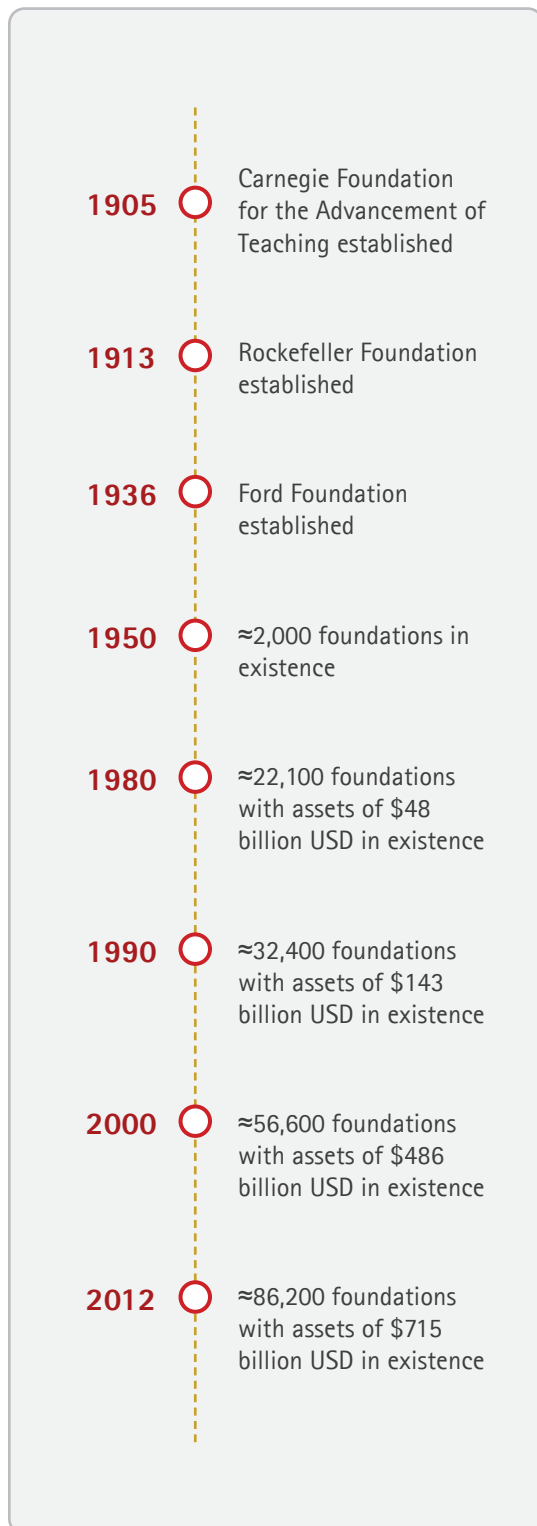 1905
Carnegie Foundation
for the Advancement of
Teaching established
1913
Rockefeller Foundation
established
1936
Ford Foundation
established
1950
≈2,000 foundations in
existence
1980
≈22,100 foundations
with assets of $48
billion USD in existence
1990
≈32,400 foundations
with assets of $143
billion USD in existence
2000
≈56,600 foundations
with assets of $486
billion USD in existence
2012
≈86,200 foundations
with assets of $715
billion USD in existence